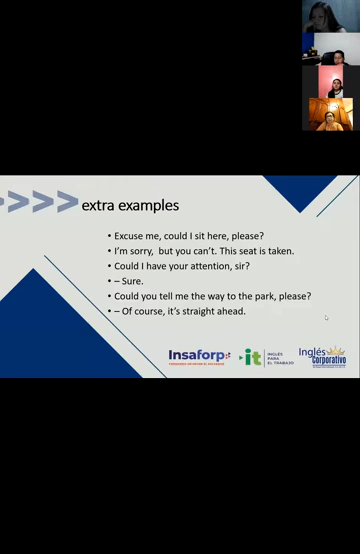 >>>> extra examples
• Excuse me, could I sit here, please?
• I'm sorry, but you can't. This seat is taken.
• Could I have your attention, sir?
• – Sure.
• Could you tell me the way to the park, please?
• – Of course, it's straight ahead.
Insaforp
it
INGLÉS
PARA
EL TRABAJO
Inglés
Corporativo